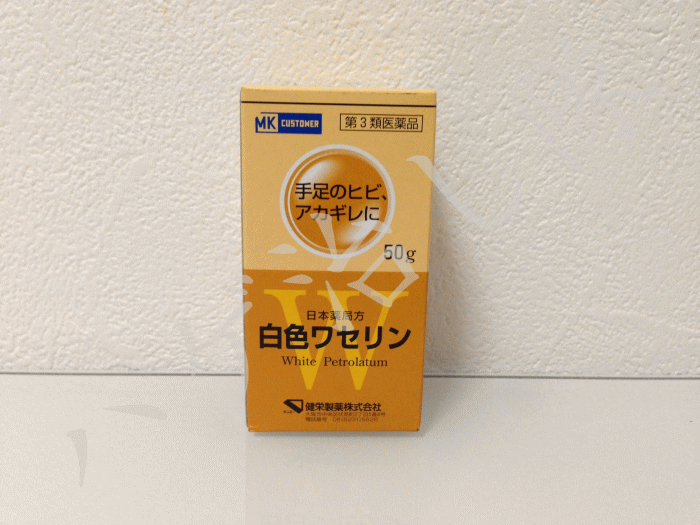 MK CUSTOMER
第3類医薬品
手足のヒビ、
アカギレに
50g
日本薬局方
白色ワセリン
White Petrolatum
健栄製薬株式会社